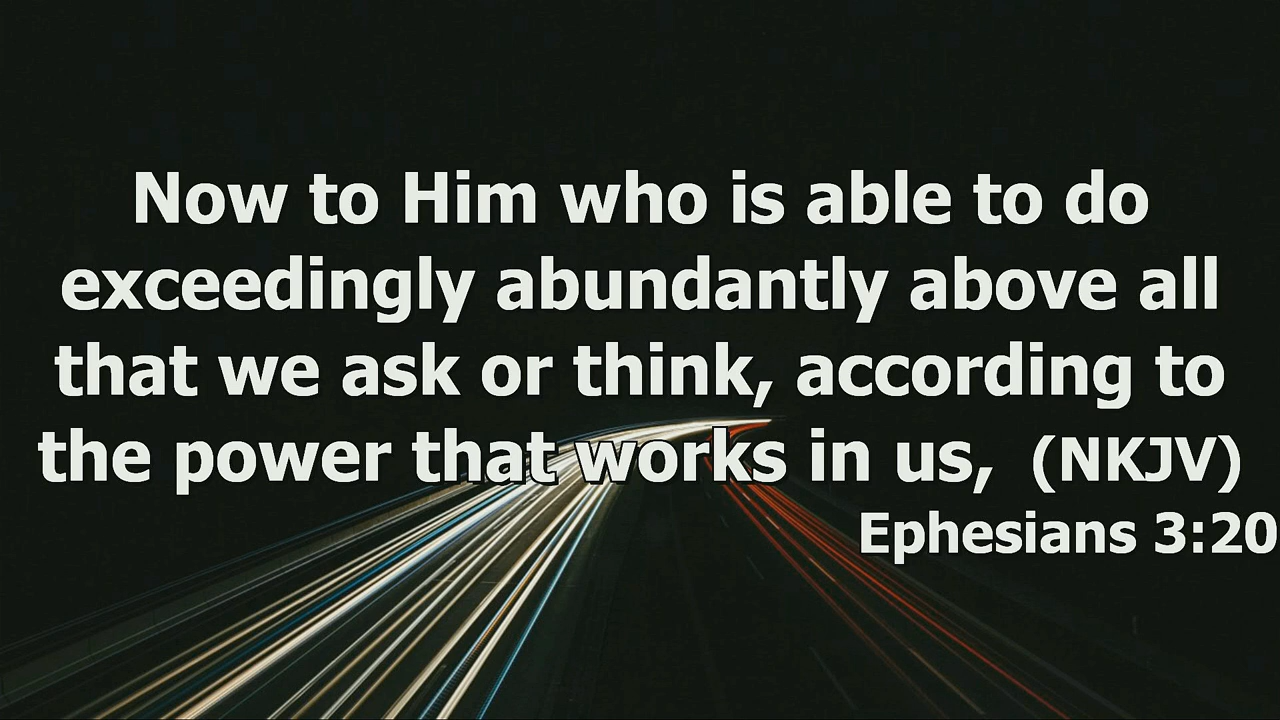 Now to Him who is able to do
exceedingly abundantly above all
that we ask or think, according to
the power that works in us, (NKJV)
Ephesians 3:20